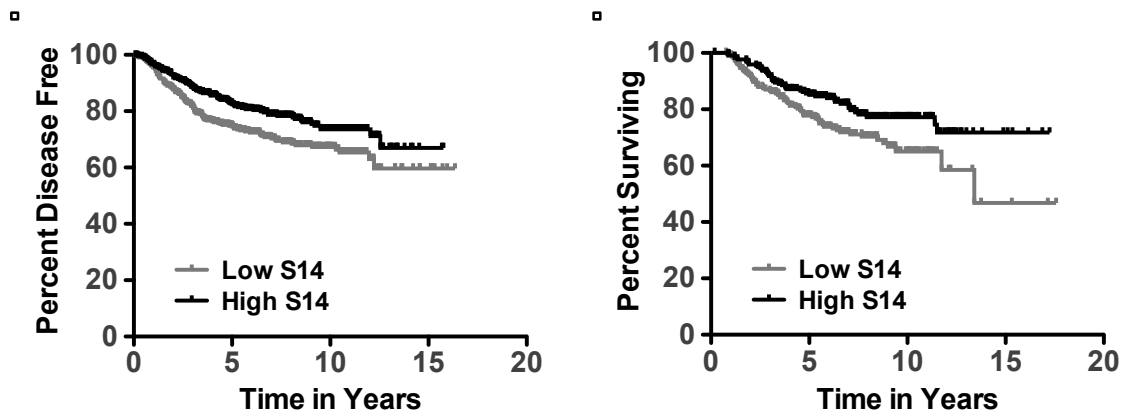 Percent Disease Free
100
80
60
40
20
0
Low S14
High S14
0 5 10 15 20
Time in Years
Percent Surviving
100
80
60
40
20
0
Low S14
High S14
0 5 10 15 20
Time in Years